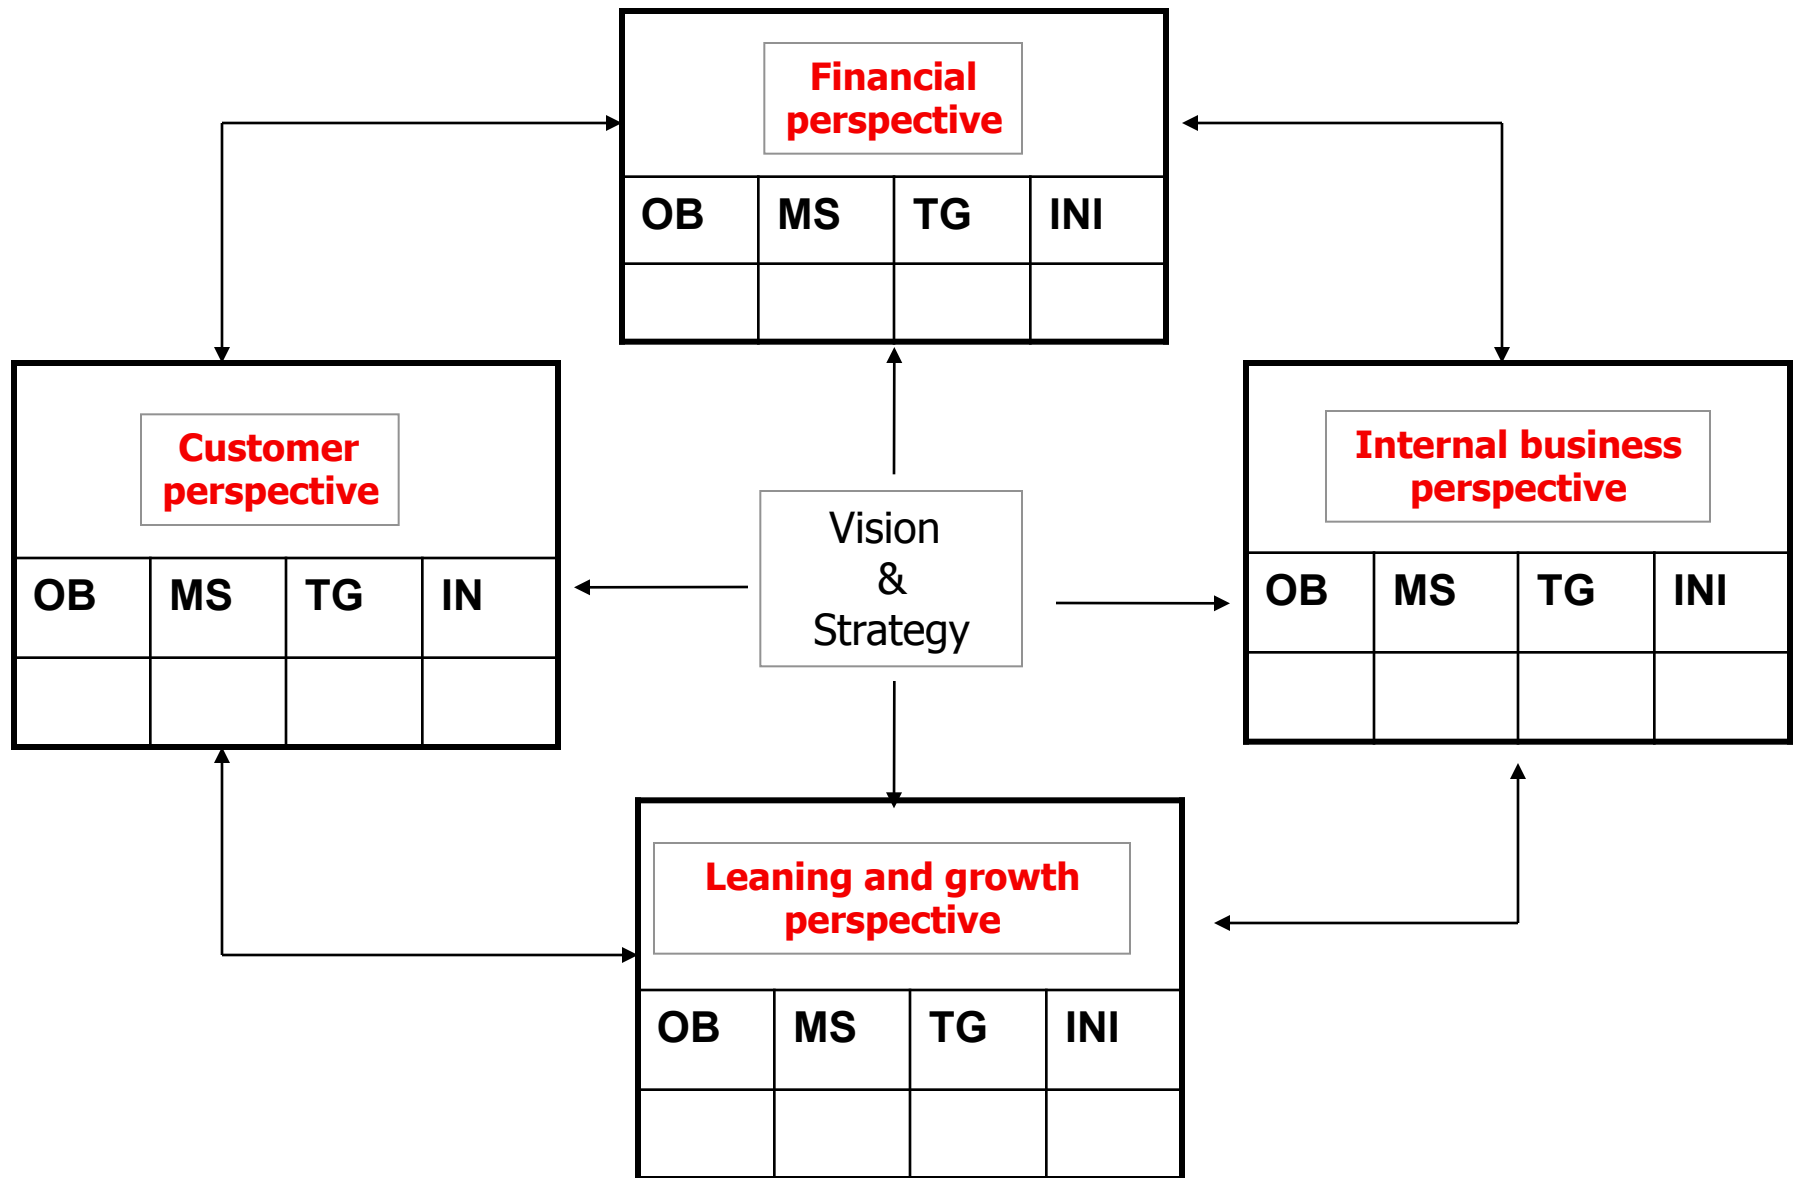 Financial
perspective
OB MS TG INI
Customer
perspective
OB MS TG IN
Vision
&
Strategy
Internal business
perspective
OB MS TG INI
Leaning and growth
perspective
OB MS TG INI